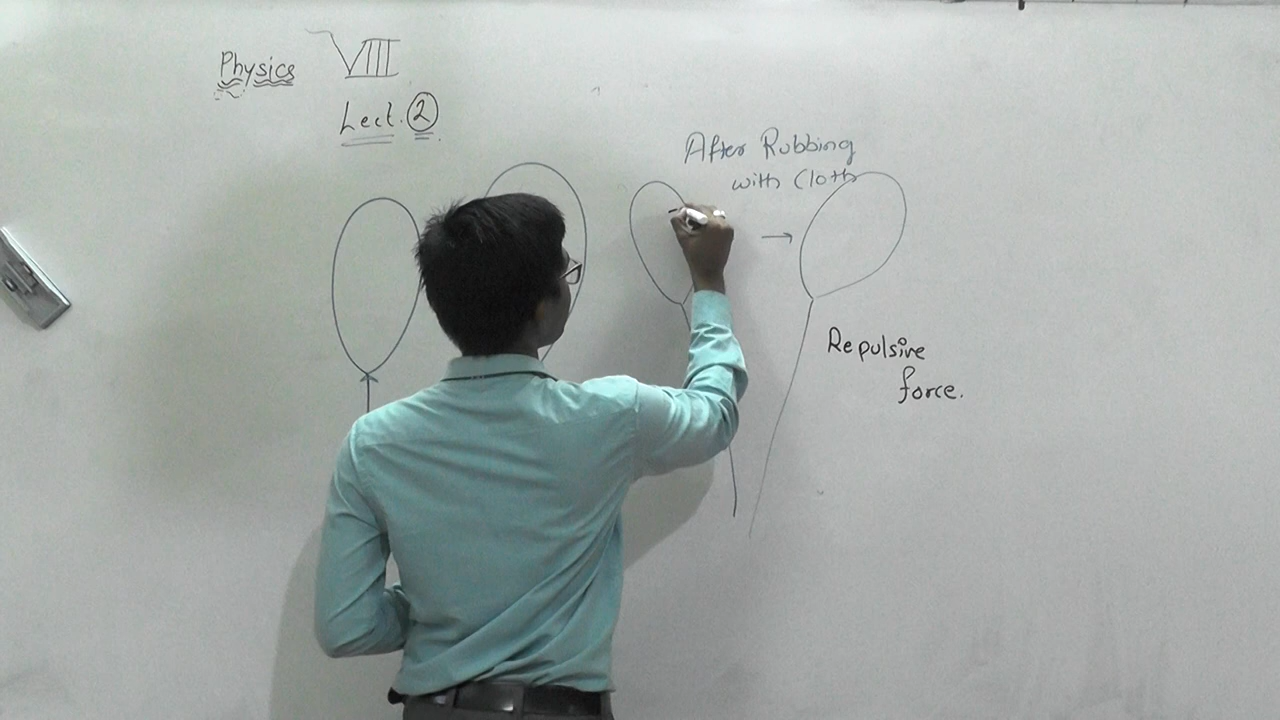 Physics VIII
Lect. 2
After Rubbing
with Cloth
Repulsive
force.